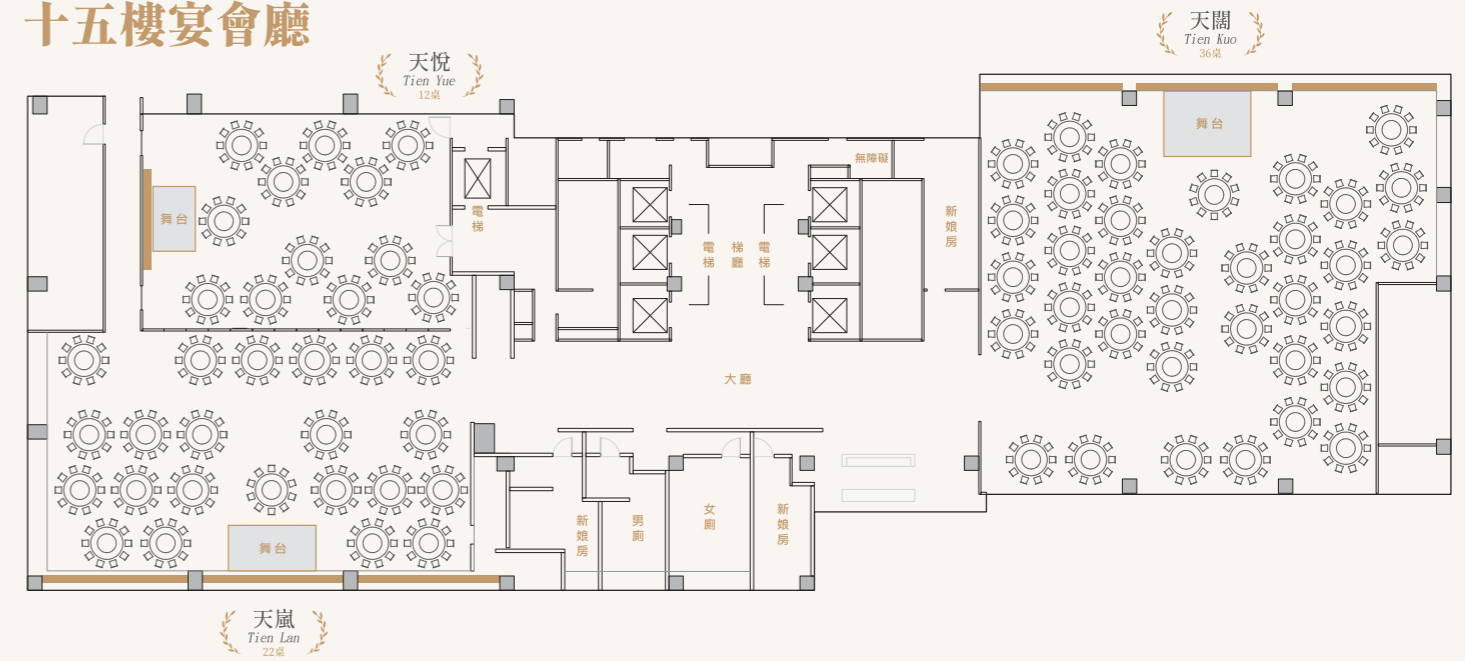 十五樓宴會廳
天悅
Tien Yue
12桌
天闊
Tien Kuo
36桌
舞台
無障礙
舞台
電梯
新娘房
電梯
梯廳
電梯
大廳
舞台
新娘房
男廁
女廁
新娘房
天嵐
Tien Lan
22桌